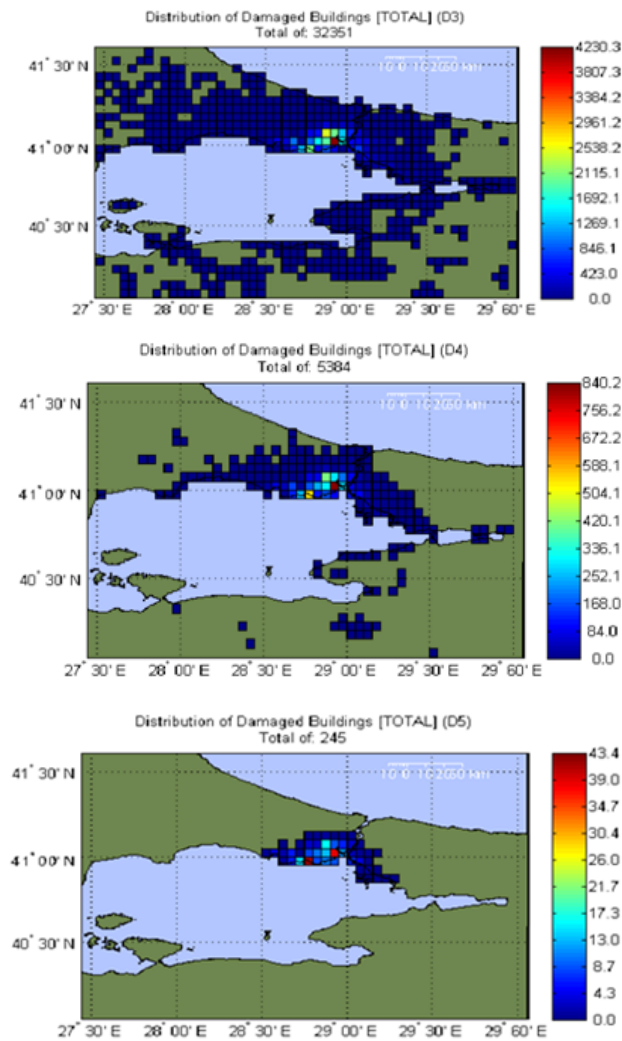 Distribution of Damaged Buildings [TOTAL] (D3)
Total of: 32351
41° 30' N
41° 00' N
40° 30' N
27° 30' E 28° 00' E 28° 30' E 29° 00' E 29° 30' E 29° 60' E
4230.3
3807.3
3384.2
2961.2
2538.2
2115.1
1692.1
1269.1
846.1
423.0
0.0
Distribution of Damaged Buildings [TOTAL] (D4)
Total of: 5384
41° 30' N
41° 00' N
40° 30' N
27° 30' E 28° 00' E 28° 30' E 29° 00' E 29° 30' E 29° 60' E
840.2
756.2
672.2
588.1
504.1
420.1
336.1
252.1
168.0
84.0
0.0
Distribution of Damaged Buildings [TOTAL] (D5)
Total of: 245
41° 30' N
41° 00' N
40° 30' N
27° 30' E 28° 00' E 28° 30' E 29° 00' E 29° 30' E 29° 60' E
43.4
39.0
34.7
30.4
26.0
21.7
17.3
13.0
8.7
4.3
0.0